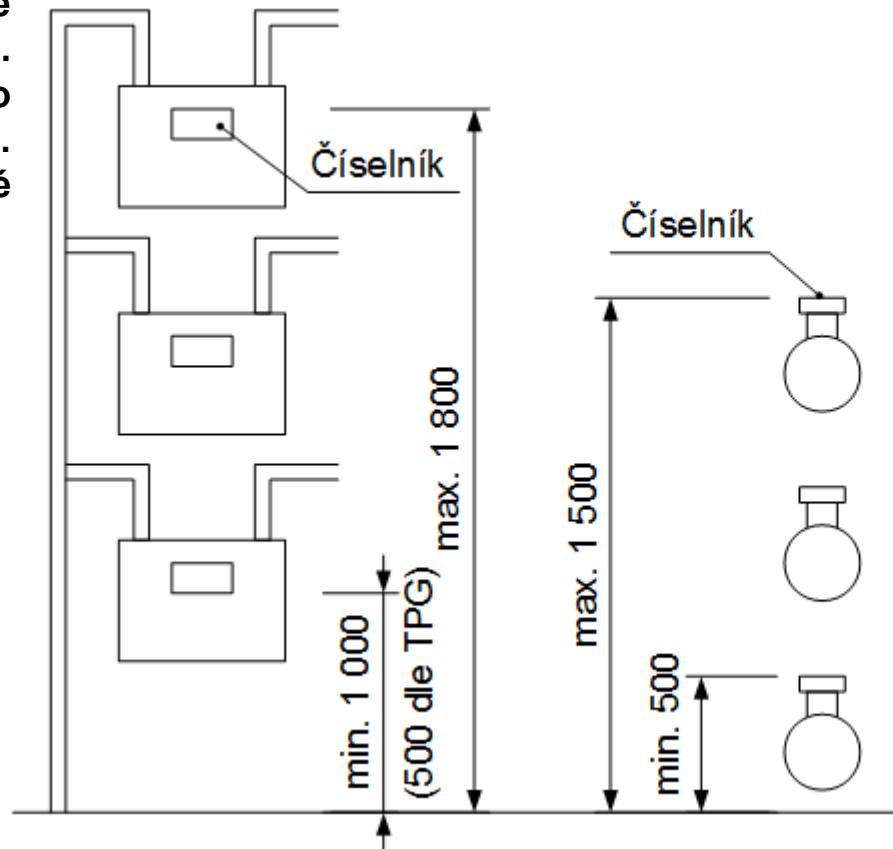 é
.
o
.
é
Číselník
Číselník
max. 1 800
max. 1 500
min. 1 000
(500 dle TPG)
min. 500